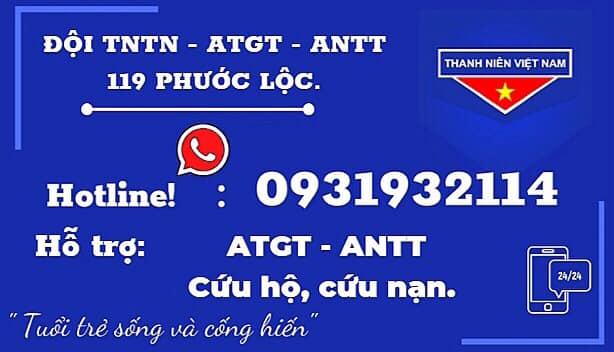 ĐỘI TNTN - ATGT - ANTT
119 PHƯỚC LỘC.
THANH NIÊN VIỆT NAM
Hotline! : 0931932114
Hỗ trợ: ATGT - ANTT
Cứu hộ, cứu nạn.
24/24
"Tuổi trẻ sống và cống hiến"